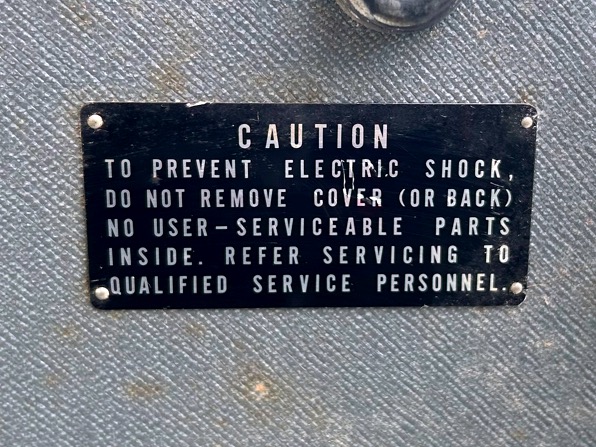 CAUTION
TO PREVENT ELECTRIC SHOCK,
DO NOT REMOVE COVER (OR BACK)
NO USER-SERVICEABLE PARTS
INSIDE. REFER SERVICING TO
QUALIFIED SERVICE PERSONNEL.